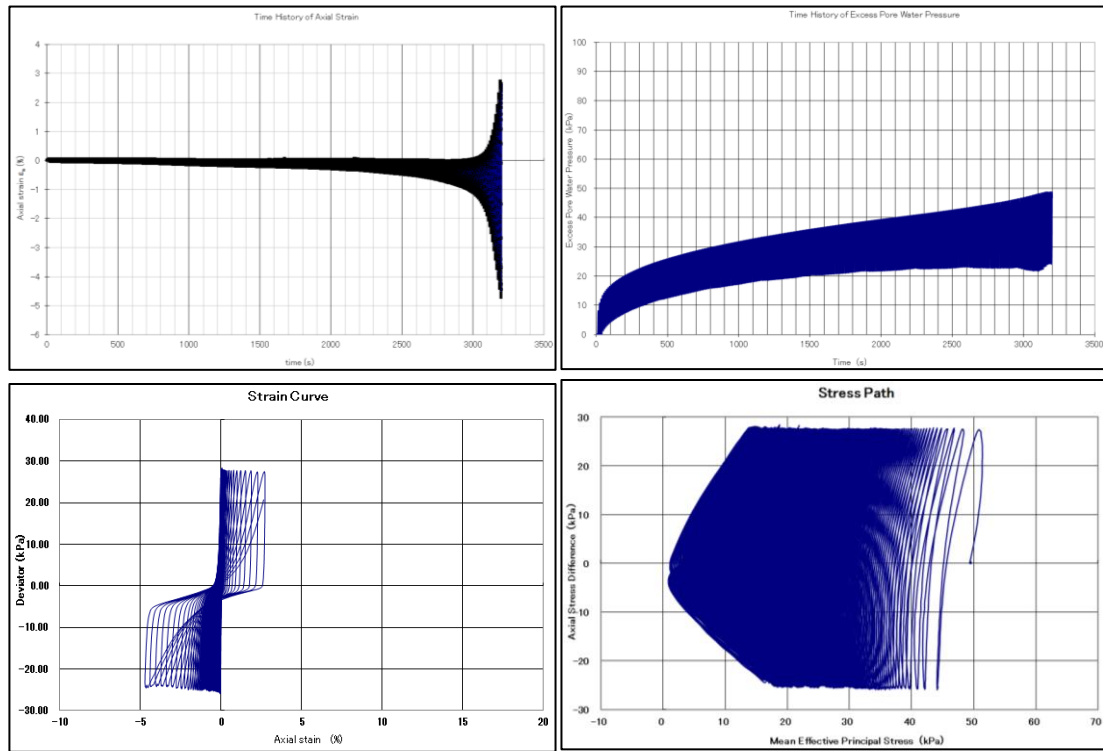 Time History of Axial Strain
Axial strain εa (%)
4
3
2
1
0
−1
−2
−3
−4
−5
−6
0 500 1000 1500 2000 2500 3000 3500
time (s)
Time History of Excess Pore Water Pressure
Excess Pore Water Pressure (kPa)
100
90
80
70
60
50
40
30
20
10
0
0 500 1000 1500 2000 2500 3000 3500
Time (s)
Strain Curve
Deviator (kPa)
40.00
30.00
20.00
10.00
0.00
−10.00
−20.00
−30.00
−10 −5 0 5 10 15 20
Axial stain (%)
Stress Path
Axial Stress Difference (kPa)
30
20
10
0
−10
−20
−30
−10 0 10 20 30 40 50 60 70
Mean Effective Principal Stress (kPa)